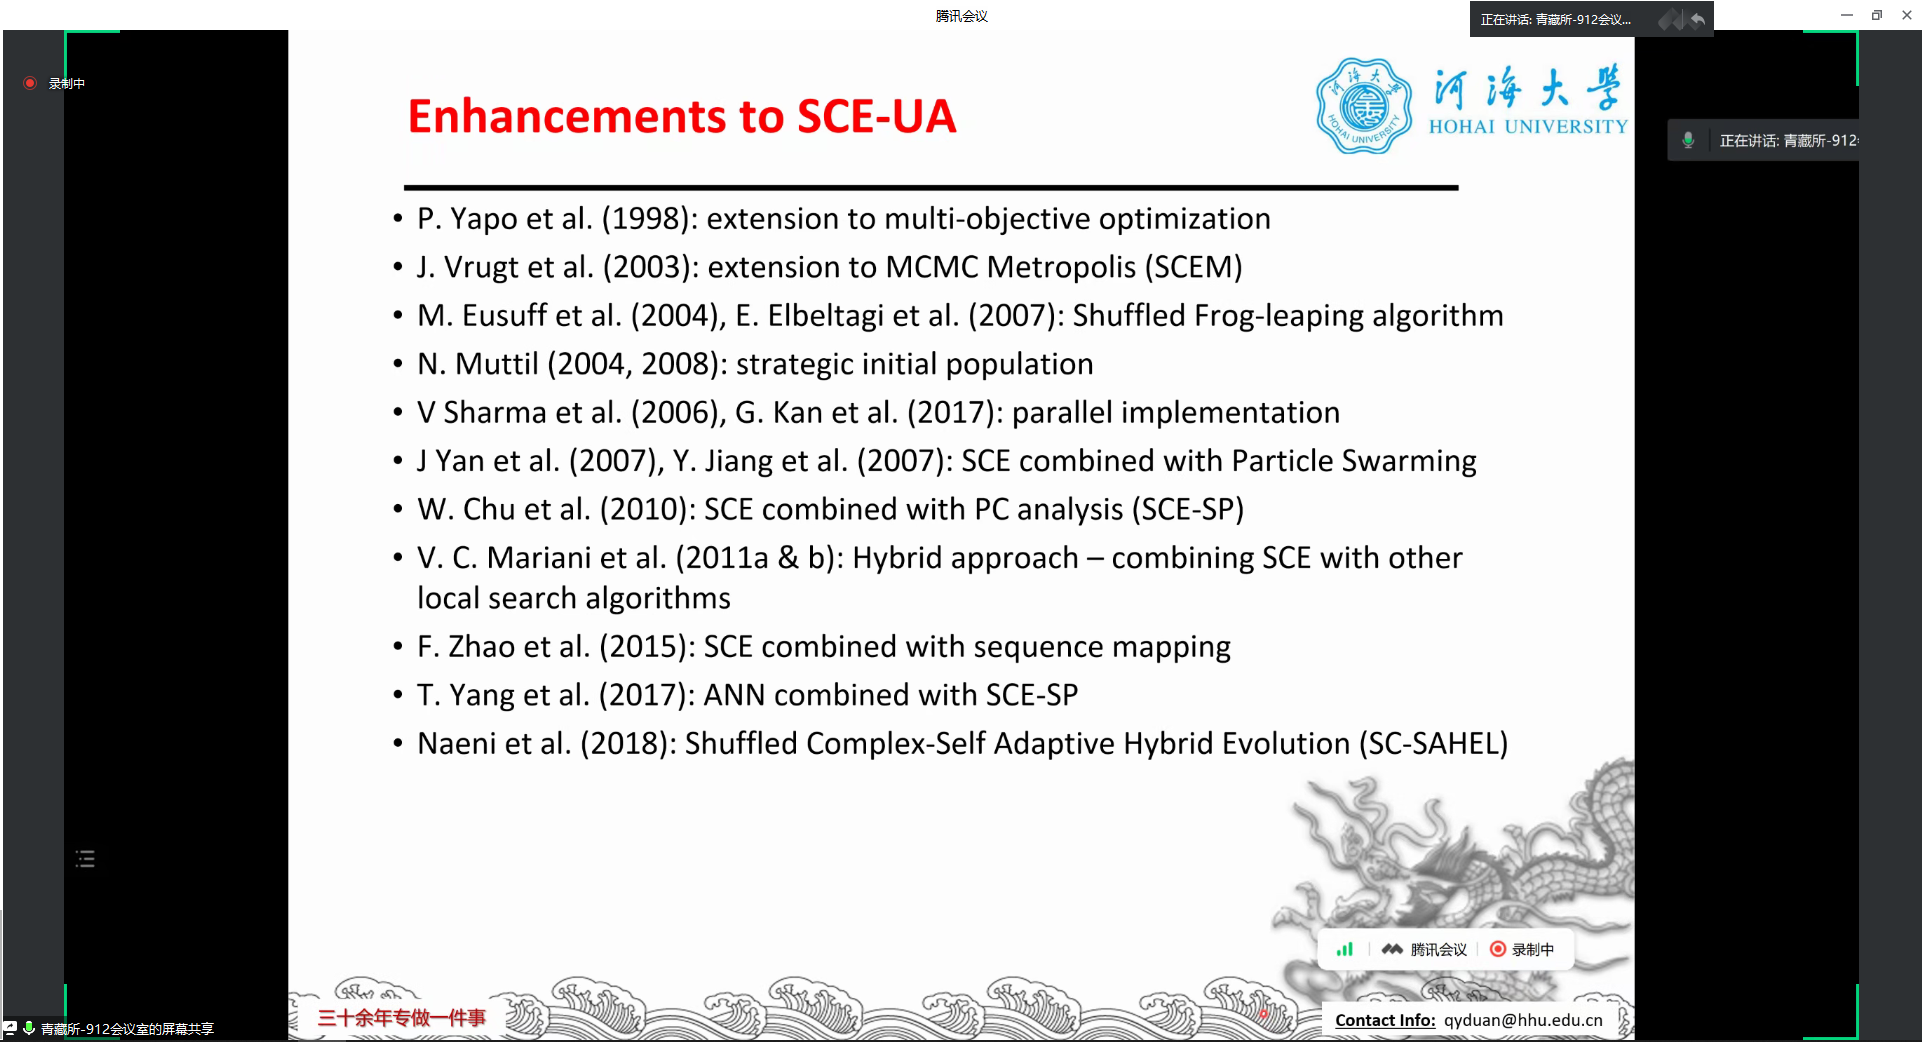 腾讯会议
正在讲话: 青藏所-912会议...
录制中
河海大學
HOHAI UNIVERSITY
河海大學
HOHAI UNIVERSITY
正在讲话: 青藏所-912
Enhancements to SCE-UA
• P. Yapo et al. (1998): extension to multi-objective optimization
• J. Vrugt et al. (2003): extension to MCMC Metropolis (SCEM)
• M. Eusuff et al. (2004), E. Elbeltagi et al. (2007): Shuffled Frog-leaping algorithm
• N. Muttil (2004, 2008): strategic initial population
• V Sharma et al. (2006), G. Kan et al. (2017): parallel implementation
• J Yan et al. (2007), Y. Jiang et al. (2007): SCE combined with Particle Swarming
• W. Chu et al. (2010): SCE combined with PC analysis (SCE-SP)
• V. C. Mariani et al. (2011a & b): Hybrid approach – combining SCE with other
local search algorithms
• F. Zhao et al. (2015): SCE combined with sequence mapping
• T. Yang et al. (2017): ANN combined with SCE-SP
• Naeni et al. (2018): Shuffled Complex-Self Adaptive Hybrid Evolution (SC-SAHEL)
腾讯会议 录制中
三十余年专做一件事
Contact Info: qyduan@hhu.edu.cn
青藏所-912会议室的屏幕共享